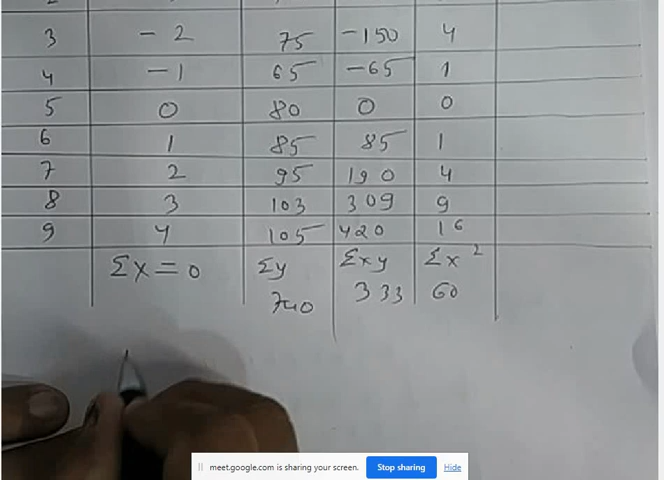 3 - 2 75 -150 4
4 -1 65 -65 1
5 0 80 0 0
6 1 85 85 1
7 2 95 190 4
8 3 103 309 9
9 4 105 420 16
Σx = 0 Σy Σxy Σx²
740 333 60
meet.google.com is sharing your screen. Stop sharing Hide